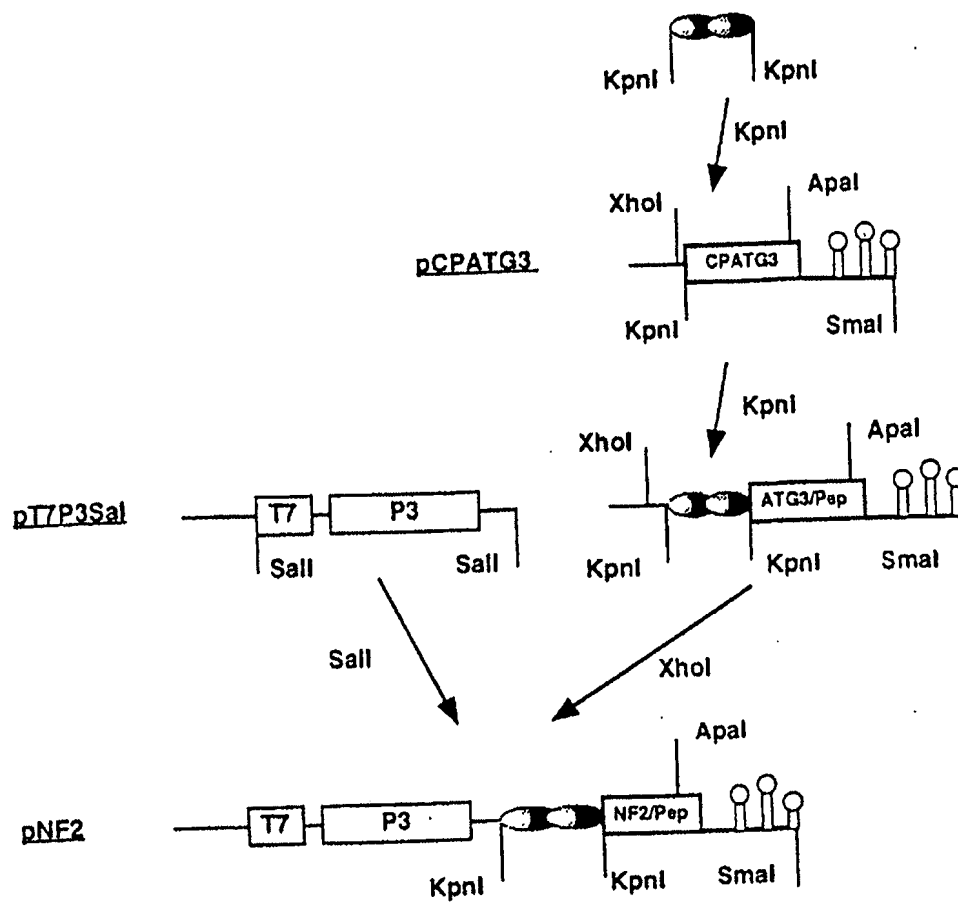 KpnI KpnI
KpnI
XhoI ApaI
pCPATG3 CPATG3
KpnI SmaI
KpnI
XhoI ApaI
pT7P3Sal T7 P3 ATG3/Pep
SalI SalI KpnI KpnI SmaI
SalI XhoI
ApaI
pNF2 T7 P3 NF2/Pep
KpnI KpnI SmaI